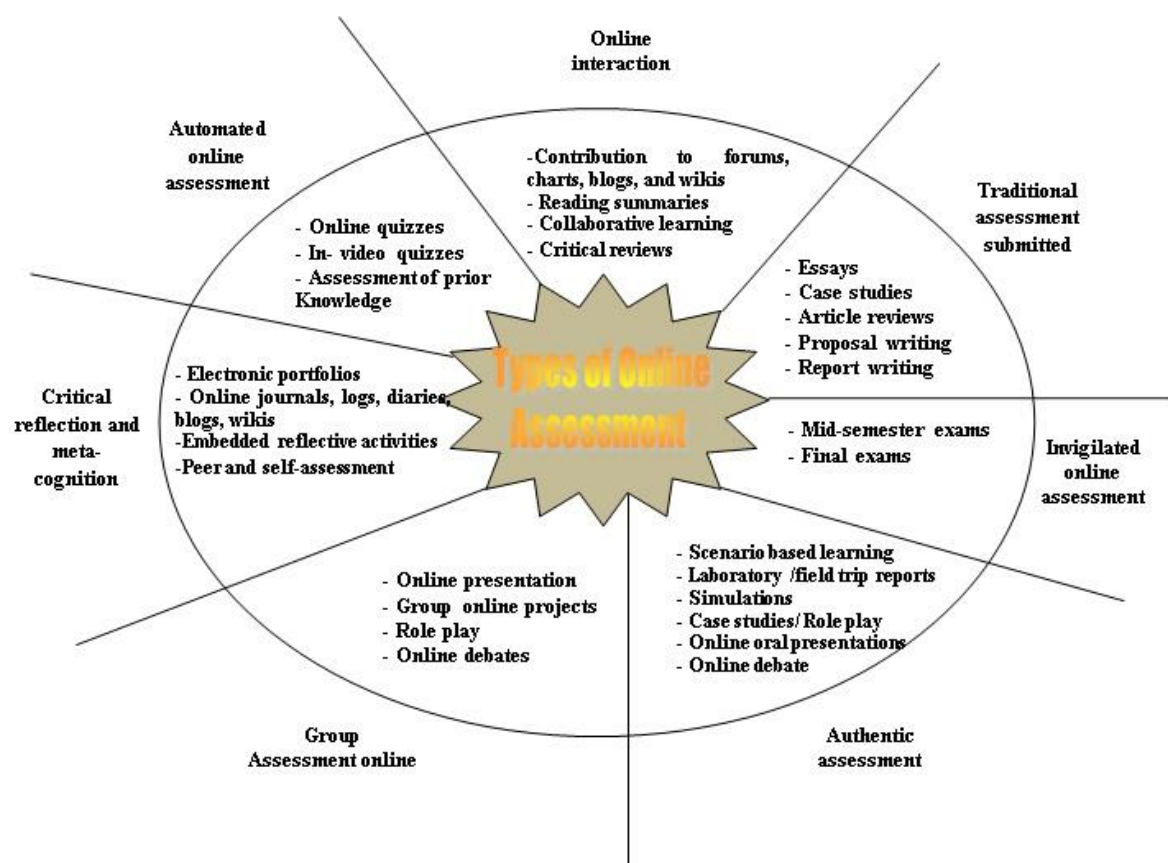 Online
interaction
Automated
online
assessment
-Contribution to forums,
charts, blogs, and wikis
- Reading summaries
- Collaborative learning
- Critical reviews
Traditional
assessment
submitted
- Online quizzes
- In- video quizzes
- Assessment of prior
Knowledge
- Essays
- Case studies
- Article reviews
- Proposal writing
- Report writing
Types of Online
Assessment
Critical
reflection and
meta-
cognition
- Electronic portfolios
- Online journals, logs, diaries,
blogs, wikis
-Embedded reflective activities
-Peer and self-assessment
- Mid-semester exams
- Final exams
Invigilated
online
assessment
- Online presentation
- Group online projects
- Role play
- Online debates
- Scenario based learning
- Laboratory /field trip reports
- Simulations
- Case studies/ Role play
- Online oral presentations
- Online debate
Group
Assessment online
Authentic
assessment